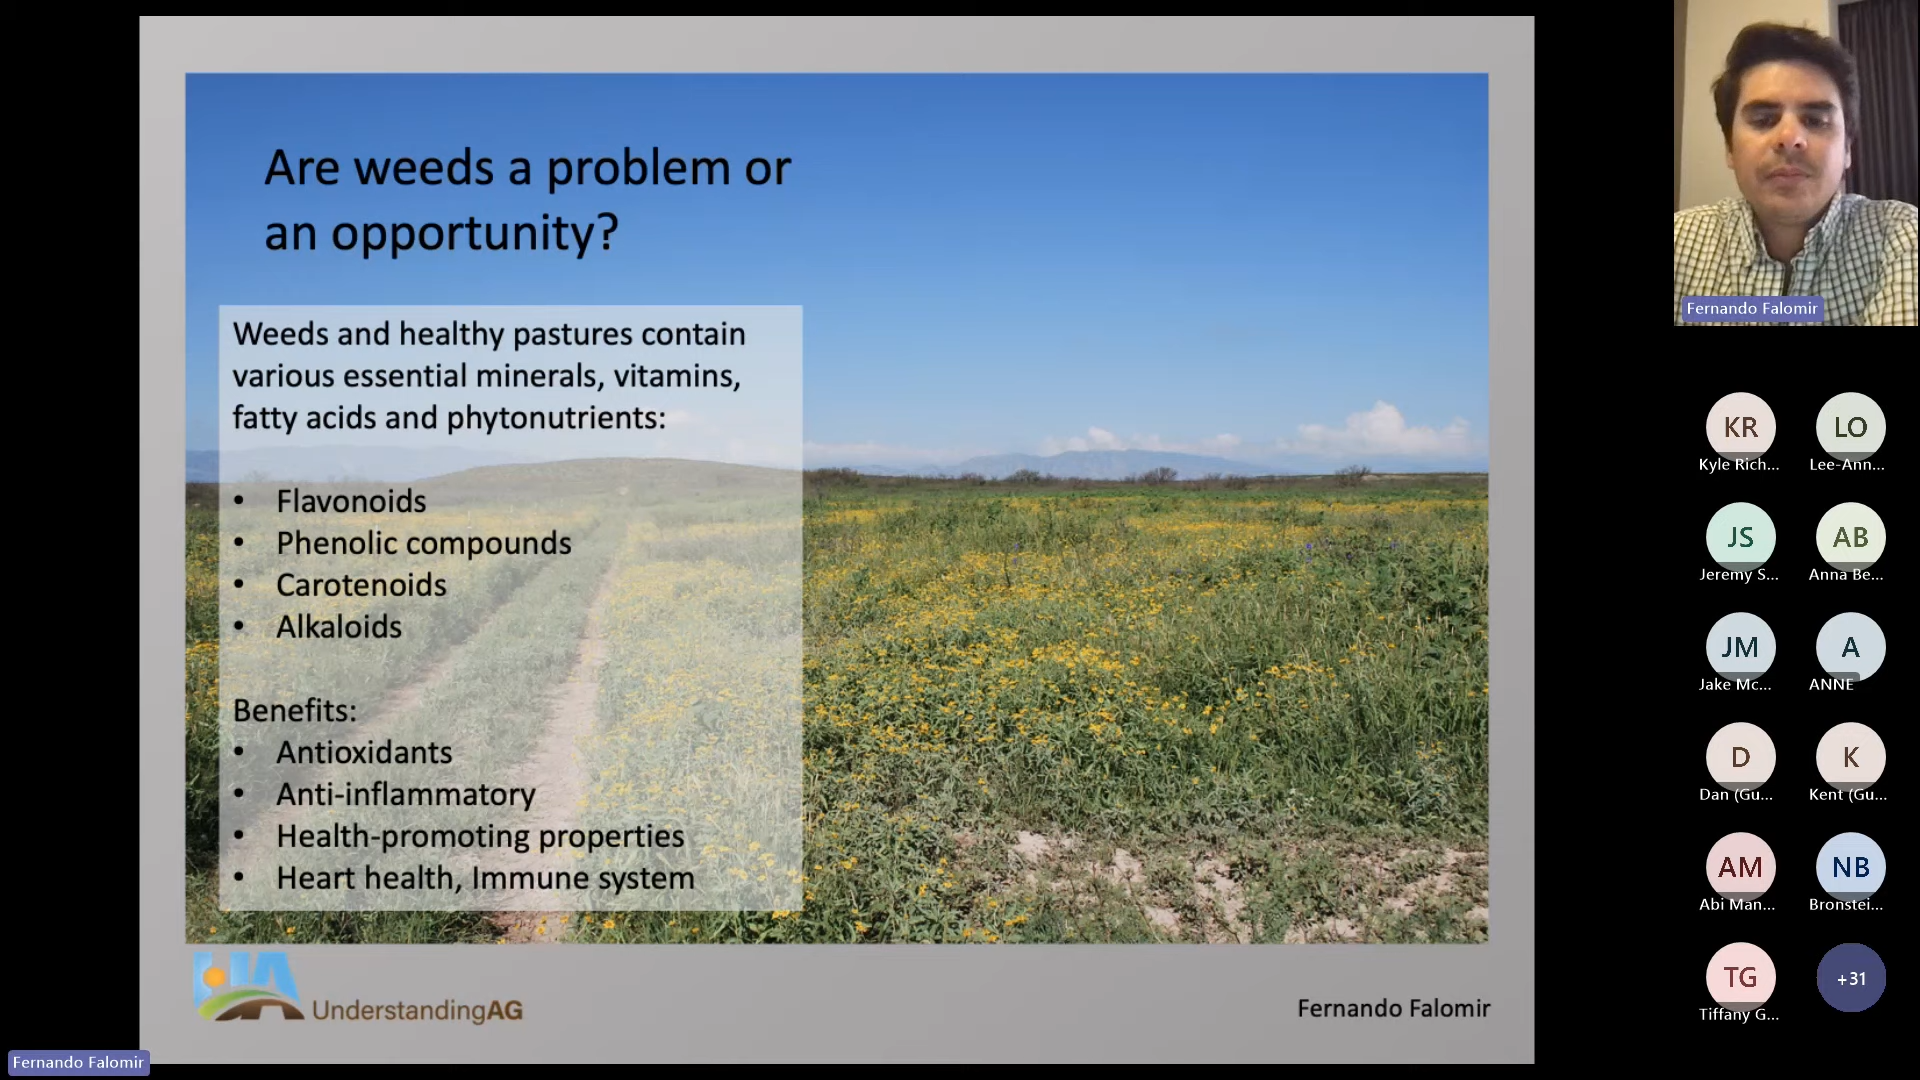 Are weeds a problem or
an opportunity?
Weeds and healthy pastures contain
various essential minerals, vitamins,
fatty acids and phytonutrients:
• Flavonoids
• Phenolic compounds
• Carotenoids
• Alkaloids
Benefits:
• Antioxidants
• Anti-inflammatory
• Health-promoting properties
• Heart health, Immune system
UA
UnderstandingAG
Fernando Falomir
Fernando Falomir
Fernando Falomir
KR
LO
Kyle Rich...
Lee-Ann...
JS
AB
Jeremy S...
Anna Be...
JM
A
Jake Mc...
ANNE
D
K
Dan (Gu...
Kent (Gu...
AM
NB
Abi Man...
Bronstei...
TG
+31
Tiffany G...